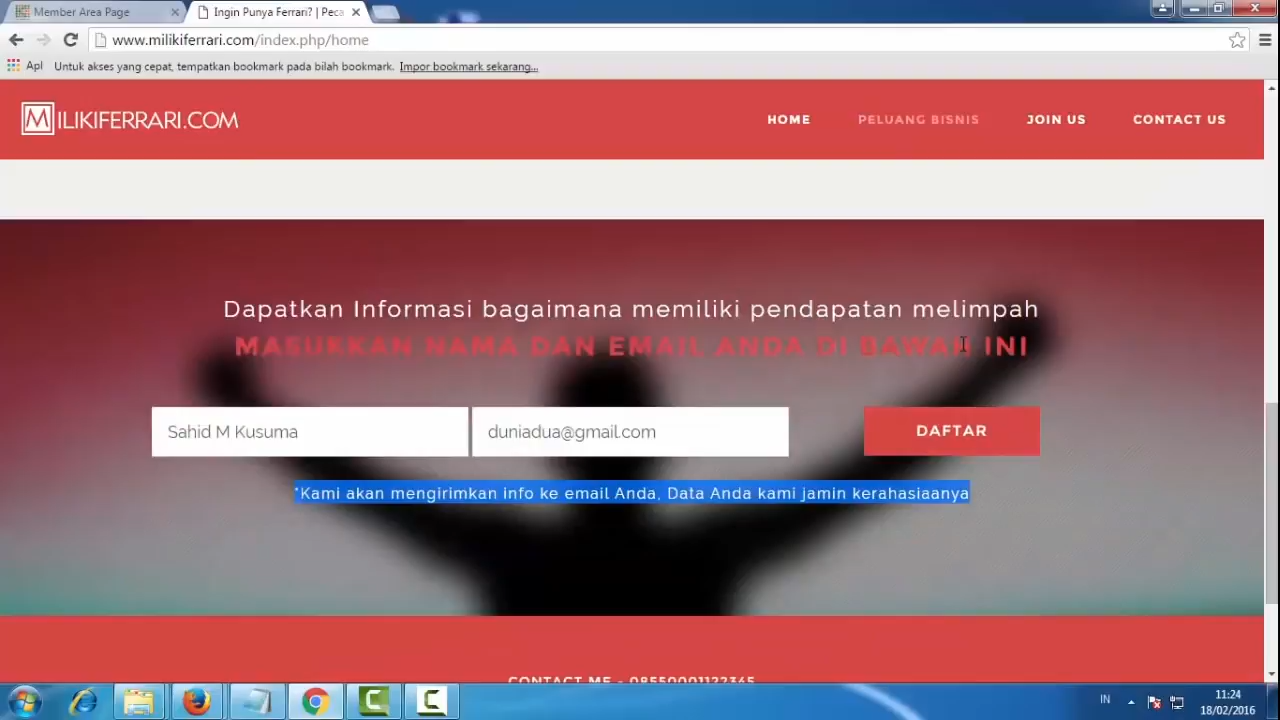 Member Area Page
Ingin Punya Ferrari? | Peca
www.milikiferrari.com/index.php/home
Apl Untuk akses yang cepat, tempatkan bookmark pada bilah bookmark. Impor bookmark sekarang...
MILIKIFERRARI.COM
HOME PELUANG BISNIS JOIN US CONTACT US
Dapatkan Informasi bagaimana memiliki pendapatan melimpah
MASUKKAN NAMA DAN EMAIL ANDA DI BAWAH INI
Sahid M Kusuma duniadua@gmail.com DAFTAR
*Kami akan mengirimkan info ke email Anda, Data Anda kami jamin kerahasiaanya
CONTACT ME - 08550001122345
IN 11:24
18/02/2016